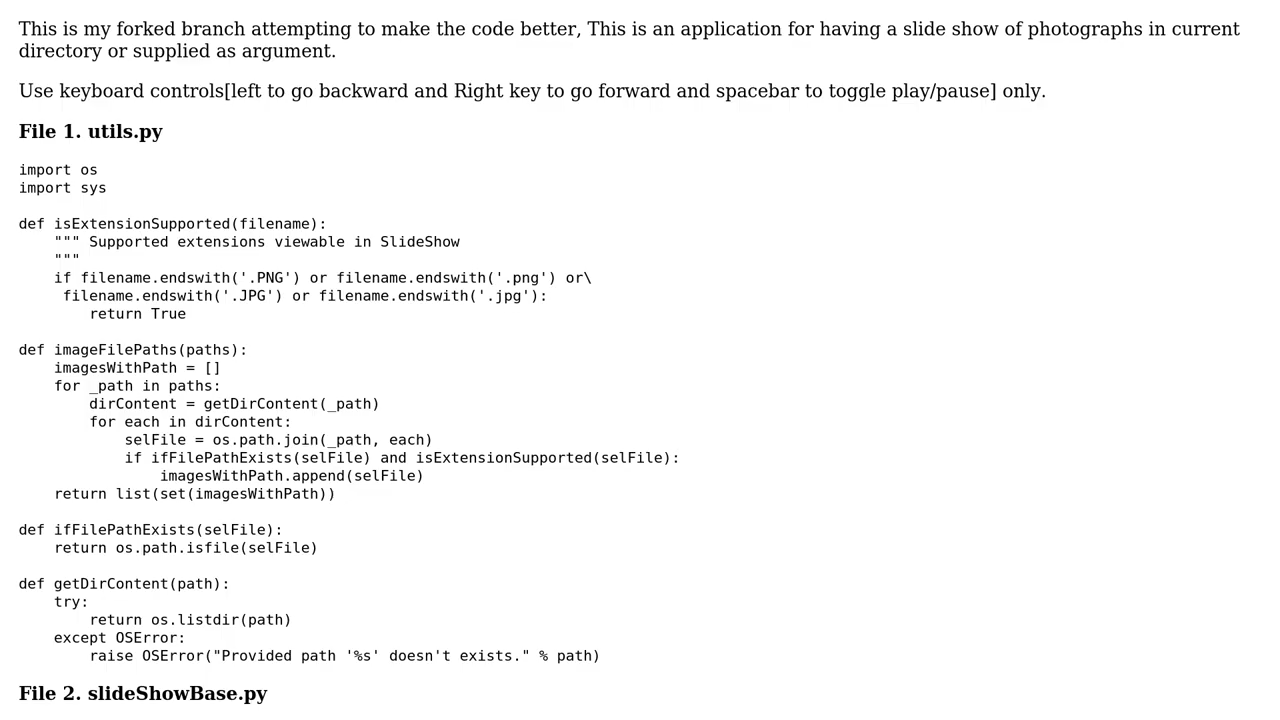 This is my forked branch attempting to make the code better, This is an application for having a slide show of photographs in current
directory or supplied as argument.
Use keyboard controls[left to go backward and Right key to go forward and spacebar to toggle play/pause] only.
File 1. utils.py
import os
import sys
def isExtensionSupported(filename):
    """ Supported extensions viewable in SlideShow
    """
    if filename.endswith('.PNG') or filename.endswith('.png') or\
     filename.endswith('.JPG') or filename.endswith('.jpg'):
        return True
def imageFilePaths(paths):
    imagesWithPath = []
    for _path in paths:
        dirContent = getDirContent(_path)
        for each in dirContent:
            selFile = os.path.join(_path, each)
            if ifFilePathExists(selFile) and isExtensionSupported(selFile):
                imagesWithPath.append(selFile)
    return list(set(imagesWithPath))
def ifFilePathExists(selFile):
    return os.path.isfile(selFile)
def getDirContent(path):
    try:
        return os.listdir(path)
    except OSError:
        raise OSError("Provided path '%s' doesn't exists." % path)
File 2. slideShowBase.py